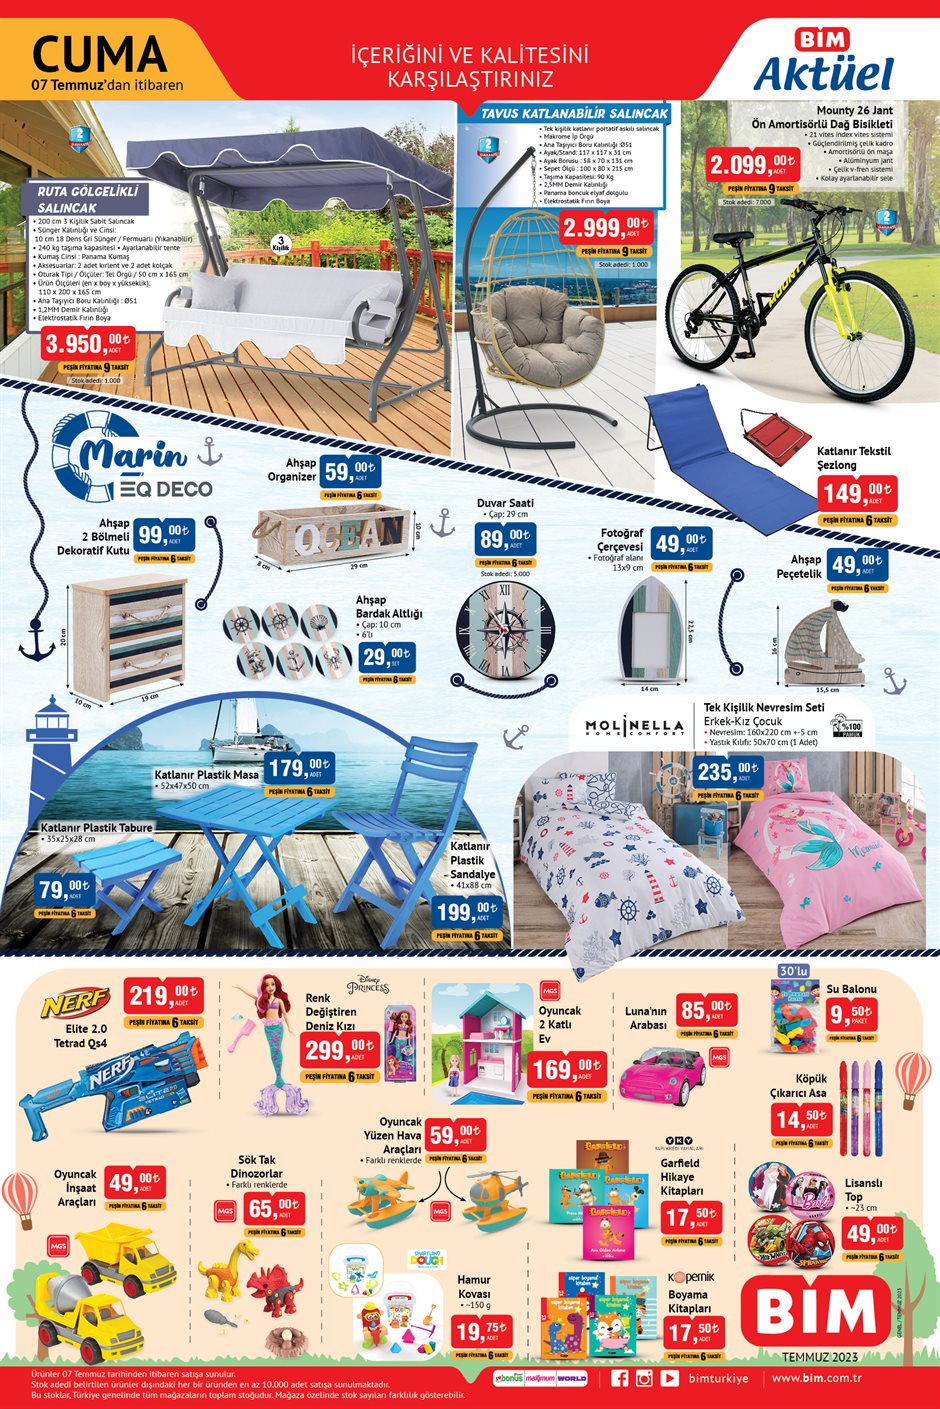 CUMA
07 Temmuz'dan itibaren
İÇERİĞİNİ VE KALİTESİNİ
KARŞILAŞTIRINIZ
BİM
Aktüel
RUTA GÖLGELİKLİ
SALINCAK
• 200 cm 3 Kişilik Sabit Salıncak
• Sünger Kalınlığı ve Cinsi:
10 cm 18 Dens Gri Sünger / Fermuarlı (Yıkanabilir)
• 240 kg taşıma kapasitesi • Ayarlanabilir tente
• Kumaş Cinsi : Panama Kumaş
• Aksesuarlar: 2 adet kırlent ve 2 adet kolçak
• Oturak Tipi / Ölçüler: Tel Örgü / 50 cm x 165 cm
• Ürün Ölçüleri (en x boy x yükseklik):
110 x 200 x 165 cm
• Ana Taşıyıcı Boru Kalınlığı : Ø51
• 1,2MM Demir Kalınlığı
• Elektrostatik Fırın Boya
3.950,00₺ ADET
PEŞİN FİYATINA 9 TAKSİT
Stok adedi: 1.000
3
Kişilik
TAVUS KATLANABİLİR SALINCAK
• Tek kişilik katlanır portatif askılı salıncak
• Makrome İp Örgü
• Ana Taşıyıcı Boru Kalınlığı :Ø51
• Ayak/Stand : 117 x 117 x 31 cm
• Ayak Borusu : 58 x 70 x 131 cm
• Sepet Ölçü : 100 x 80 x 215 cm
• Taşıma Kapasitesi: 90 Kg
• 2,5MM Demir Kalınlığı
• Panama boncuk elyaf dolgulu
• Elektrostatik Fırın Boya
2.999,00₺ ADET
PEŞİN FİYATINA 9 TAKSİT
Stok adedi: 1.000
Mounty 26 Jant
Ön Amortisörlü Dağ Bisikleti
• 21 vites index vites sistemi
• Güçlendirilmiş çelik kadro
• Amortisörlü ön maşa
• Alüminyum jant
• Çelik v-fren sistemi
• Kolay ayarlanabilir sele
2.099,00₺ ADET
PEŞİN FİYATINA 9 TAKSİT
Stok adedi: 7.000
MOUNTY
Katlanır Tekstil
Şezlong
149,00₺ ADET
PEŞİN FİYATINA 6 TAKSİT
Marin
EQ DECO
Ahşap
Organizer
59,00₺ ADET
PEŞİN FİYATINA 6 TAKSİT
OCEAN
10 cm
8 cm
29 cm
Ahşap
2 Bölmeli
Dekoratif Kutu
99,00₺ ADET
PEŞİN FİYATINA 6 TAKSİT
20 cm
10 cm
19 cm
Ahşap
Bardak Altlığı
• Çap: 10 cm
• 6'lı
29,00₺ SET
PEŞİN FİYATINA 6 TAKSİT
Duvar Saati
• Çap: 29 cm
89,00₺ ADET
PEŞİN FİYATINA 6 TAKSİT
Stok adedi: 5.000
Fotoğraf
Çerçevesi
• Fotoğraf alanı
13x9 cm
49,00₺ ADET
PEŞİN FİYATINA 6 TAKSİT
22,5 cm
14 cm
Ahşap
Peçetelik
49,00₺ ADET
PEŞİN FİYATINA 6 TAKSİT
16 cm
15,5 cm
Katlanır Plastik Masa
• 52x47x50 cm
179,00₺ ADET
PEŞİN FİYATINA 6 TAKSİT
Katlanır Plastik Tabure
• 35x25x28 cm
79,00₺ ADET
PEŞİN FİYATINA 6 TAKSİT
Katlanır
Plastik
Sandalye
• 41x88 cm
199,00₺ ADET
PEŞİN FİYATINA 6 TAKSİT
MOLINELLA
HOME COMFORT
Tek Kişilik Nevresim Seti
Erkek-Kız Çocuk
• Nevresim: 160x220 cm +-5 cm
• Yastık Kılıfı: 50x70 cm (1 Adet)
%100
PAMUK
235,00₺ ADET
PEŞİN FİYATINA 6 TAKSİT
Mermaid
NERF
Elite 2.0
Tetrad Qs4
219,00₺ ADET
PEŞİN FİYATINA 6 TAKSİT
NERF
Disney
PRINCESS
Renk
Değiştiren
Deniz Kızı
299,00₺ ADET
PEŞİN FİYATINA 6 TAKSİT
MGS
Oyuncak
2 Katlı
Ev
169,00₺ ADET
PEŞİN FİYATINA 6 TAKSİT
Luna'nın
Arabası
85,00₺ ADET
PEŞİN FİYATINA 6 TAKSİT
MGS
30'lu
Su Balonu
9,50₺ PAKET
PEŞİN FİYATINA 6 TAKSİT
Köpük
Çıkarıcı Asa
14,50₺ ADET
PEŞİN FİYATINA 6 TAKSİT
Oyuncak
İnşaat
Araçları
49,00₺ ADET
PEŞİN FİYATINA 6 TAKSİT
MGS
Sök Tak
Dinozorlar
• Farklı renklerde
MGS
65,00₺ ADET
PEŞİN FİYATINA 6 TAKSİT
Oyuncak
Yüzen Hava
Araçları
• Farklı renklerde
59,00₺ ADET
PEŞİN FİYATINA 6 TAKSİT
MGS
SMARTLAND
DOUGH
Hamur
Kovası
• ~150 g
19,75₺ ADET
PEŞİN FİYATINA 6 TAKSİT
YKY
YAPI KREDİ YAYINLARI
Garfield
Hikaye
Kitapları
17,50₺ ADET
PEŞİN FİYATINA 6 TAKSİT
GARFIELD
Kopernik
Boyama
Kitapları
17,50₺ ADET
PEŞİN FİYATINA 6 TAKSİT
süper boyama kitabım
Lisanslı
Top
• ~23 cm
49,00₺ ADET
PEŞİN FİYATINA 6 TAKSİT
MGS
Barbie
HOT WHEELS
SPIDER-MAN
BİM
TEMMUZ 2023
GENEL / TEMMUZ 2023
Ürünler 07 Temmuz tarihinden itibaren satışa sunulur.
Stok adedi belirtilen ürünler dışındaki her bir üründen en az 10.000 adet satışa sunulmaktadır.
Bu stoklar, Türkiye genelinde tüm mağazaların toplam stoğudur. Mağaza özelinde stok sayıları farklılık gösterebilir.
bonus
maximum
WORLD
bimturkiye
www.bim.com.tr